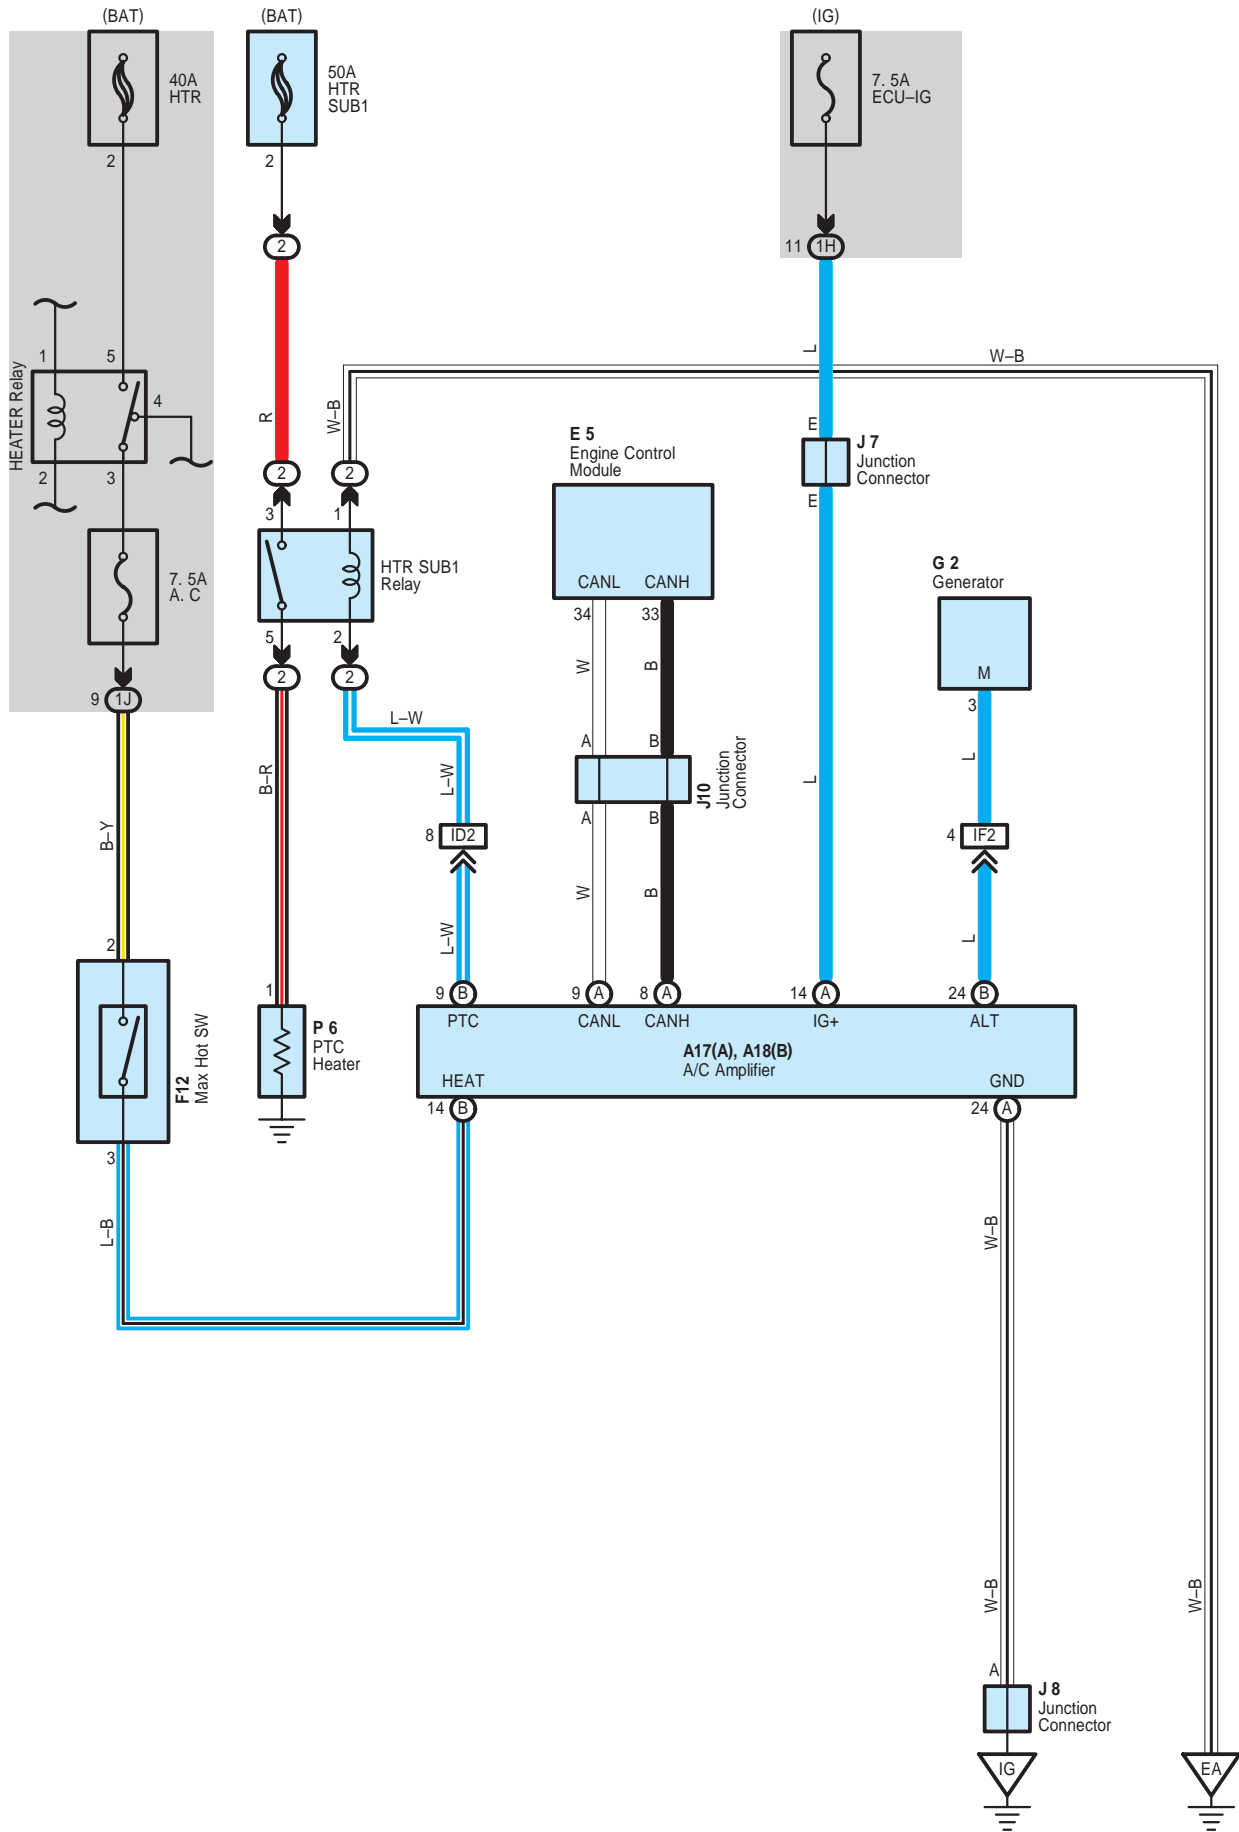 (BAT)
(BAT)
(IG)
40A
HTR
50A
HTR
SUB1
7. 5A
ECU–IG
2
2
2
11
1H
L
W–B
1
5
4
HEATER Relay
2
3
R
W–B
2
2
3
1
E 5
Engine Control
Module
E
J 7
Junction
Connector
E
7. 5A
A. C
HTR SUB1
Relay
CANL
CANH
G 2
Generator
34
33
5
2
2
2
W
B
M
3
9
1J
L–W
A
B
J10
Junction
Connector
L
L
B–R
L–W
A
B
B–Y
8
ID2
4
IF2
W
B
L–W
L
2
1
9
B
9
A
8
A
14
A
24
B
PTC
CANL
CANH
IG+
ALT
P 6
PTC
Heater
A17(A), A18(B)
A/C Amplifier
F12
Max Hot SW
HEAT
GND
14
B
24
A
3
L–B
W–B
W–B
W–B
A
J 8
Junction
Connector
IG
EA